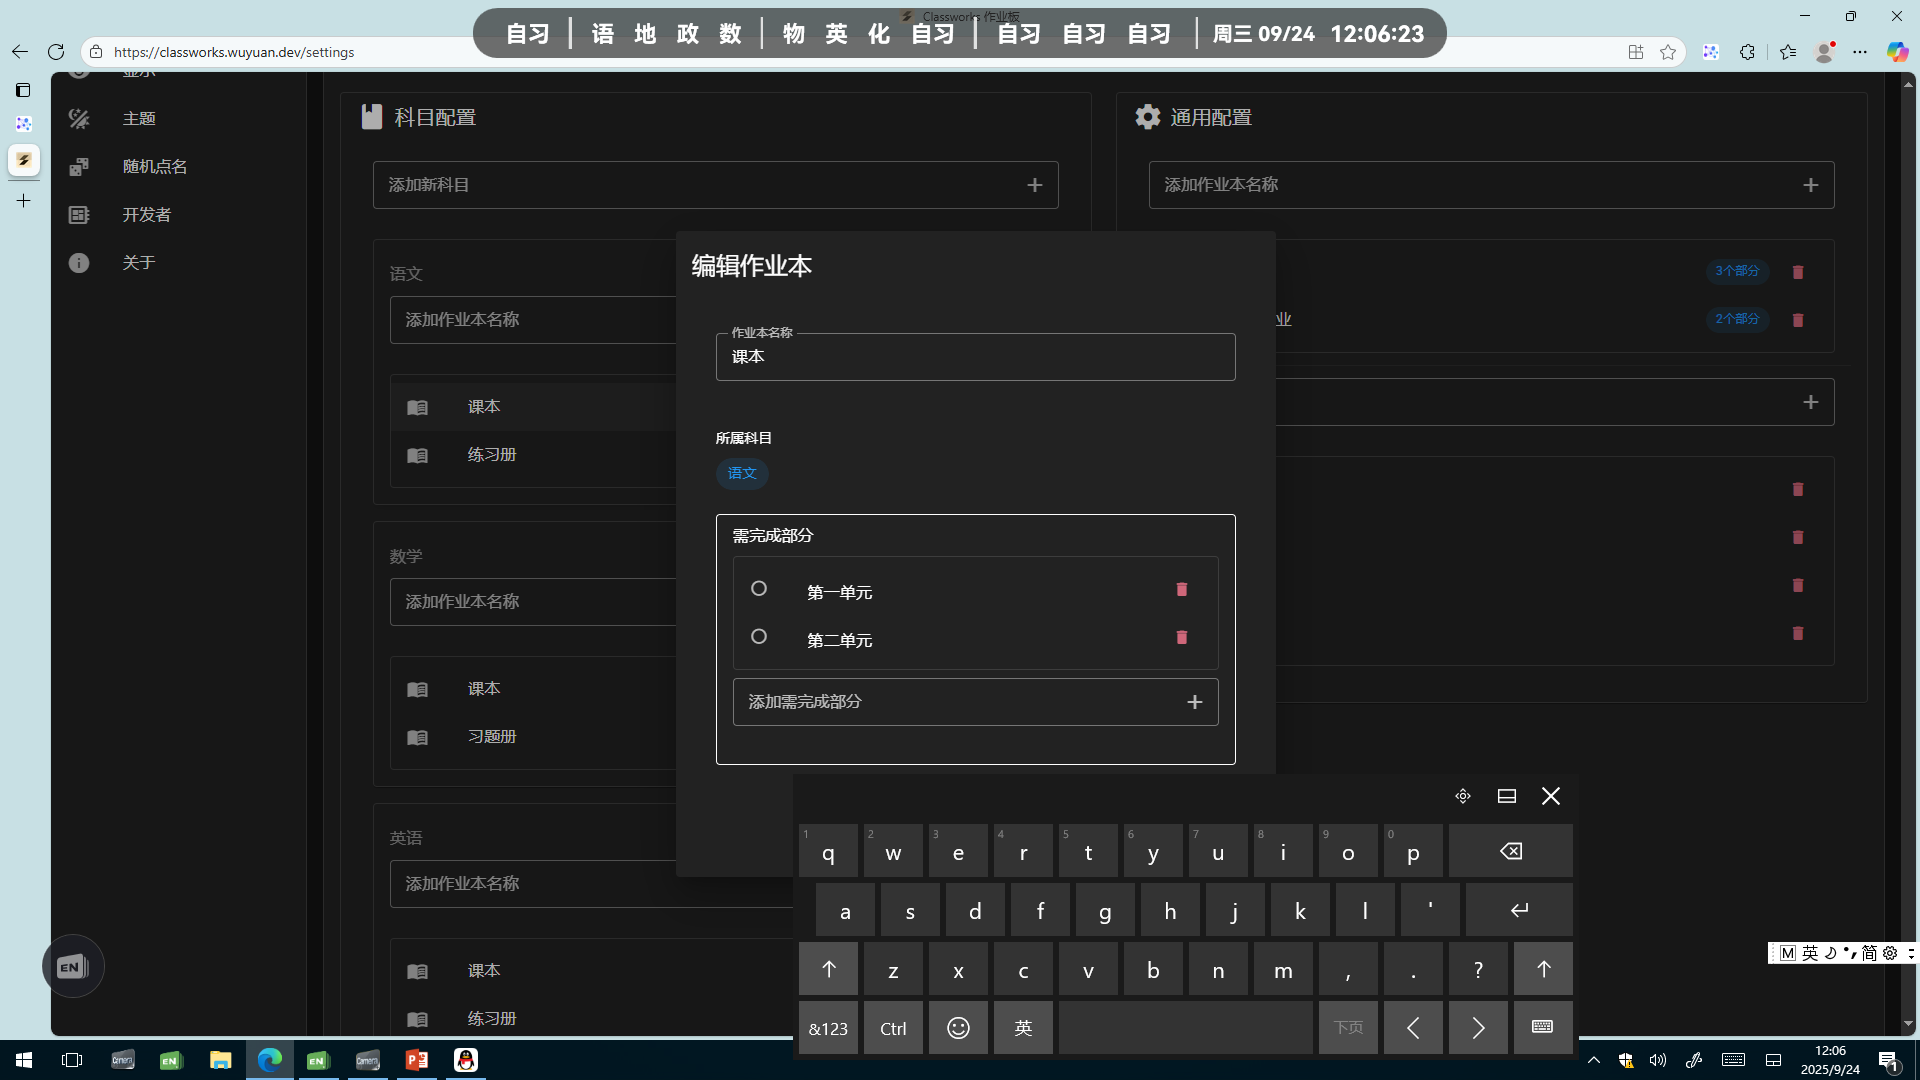 Classworks 作业板
自习 | 语 地 政 数 | 物 英 化 自习 | 自习 自习 自习 | 周三 09/24 12:06:23
https://classworks.wuyuan.dev/settings
显示
主题
随机点名
开发者
关于
科目配置
添加新科目
语文
添加作业本名称
课本
练习册
数学
添加作业本名称
课本
习题册
英语
添加作业本名称
课本
练习册
通用配置
添加作业本名称
3个部分
业
2个部分
编辑作业本
作业本名称
课本
所属科目
语文
需完成部分
第一单元
第二单元
添加需完成部分
1 2 3 4 5 6 7 8 9 0
q w e r t y u i o p
a s d f g h j k l '
z x c v b n m , . ?
&123 Ctrl 英 下页
EN
M 英 简
Camera EN EN Camera P
12:06
2025/9/24
1